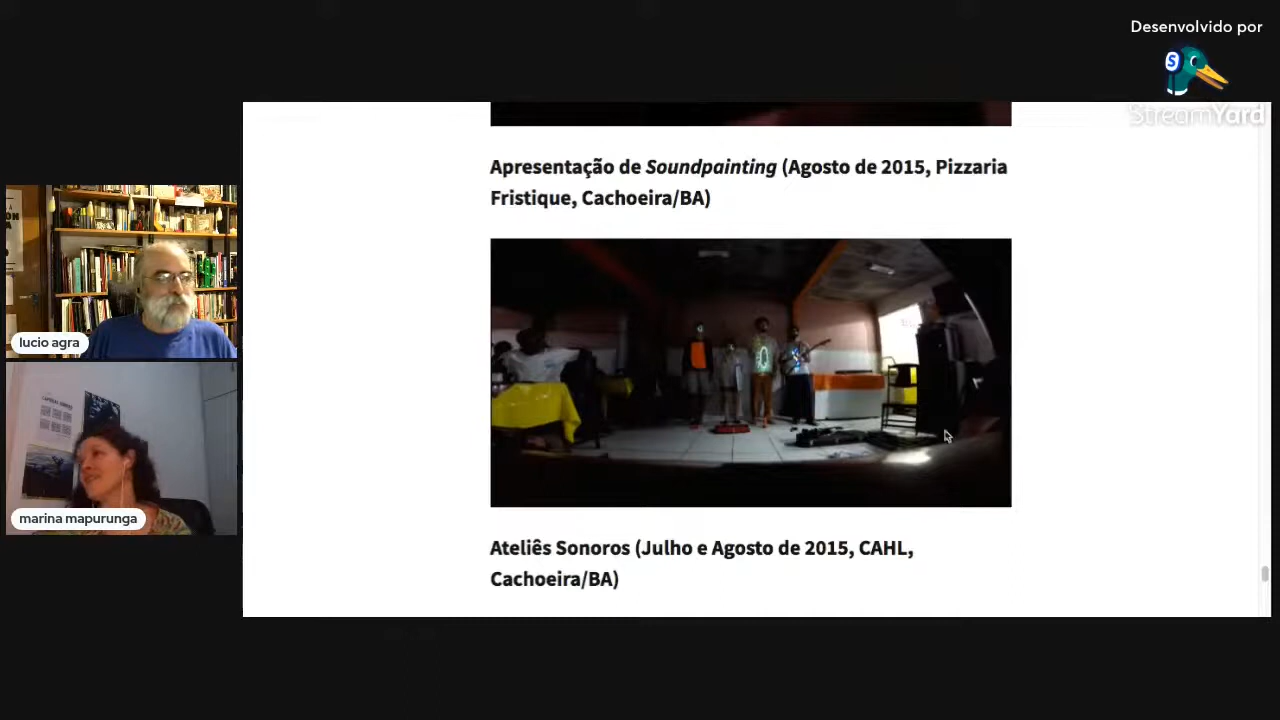 Desenvolvido por
S
StreamYard
Apresentação de Soundpainting (Agosto de 2015, Pizzaria
Fristique, Cachoeira/BA)
lucio agra
marina mapurunga
Ateliês Sonoros (Julho e Agosto de 2015, CAHL,
Cachoeira/BA)